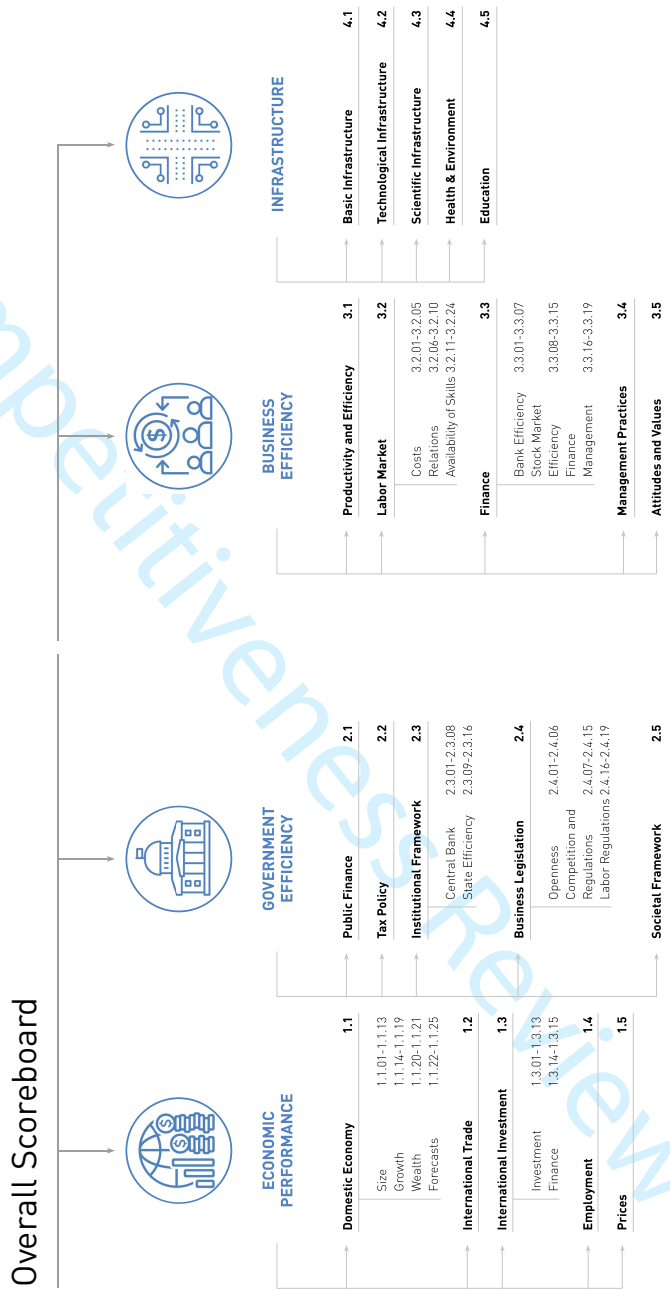 Overall Scoreboard
ECONOMIC
PERFORMANCE
Domestic Economy 1.1
Size 1.1.01-1.1.13
Growth 1.1.14-1.1.19
Wealth 1.1.20-1.1.21
Forecasts 1.1.22-1.1.25
International Trade 1.2
International Investment 1.3
Investment 1.3.01-1.3.13
Finance 1.3.14-1.3.15
Employment 1.4
Prices 1.5
GOVERNMENT
EFFICIENCY
Public Finance 2.1
Tax Policy 2.2
Institutional Framework 2.3
Central Bank 2.3.01-2.3.08
State Efficiency 2.3.09-2.3.16
Business Legislation 2.4
Openness 2.4.01-2.4.06
Competition and
Regulations 2.4.07-2.4.15
Labor Regulations 2.4.16-2.4.19
Societal Framework 2.5
BUSINESS
EFFICIENCY
Productivity and Efficiency 3.1
Labor Market 3.2
Costs 3.2.01-3.2.05
Relations 3.2.06-3.2.10
Availability of Skills 3.2.11-3.2.24
Finance 3.3
Bank Efficiency 3.3.01-3.3.07
Stock Market
Efficiency 3.3.08-3.3.15
Finance
Management 3.3.16-3.3.19
Management Practices 3.4
Attitudes and Values 3.5
INFRASTRUCTURE
Basic Infrastructure 4.1
Technological Infrastructure 4.2
Scientific Infrastructure 4.3
Health & Environment 4.4
Education 4.5
mpetitiveness Review